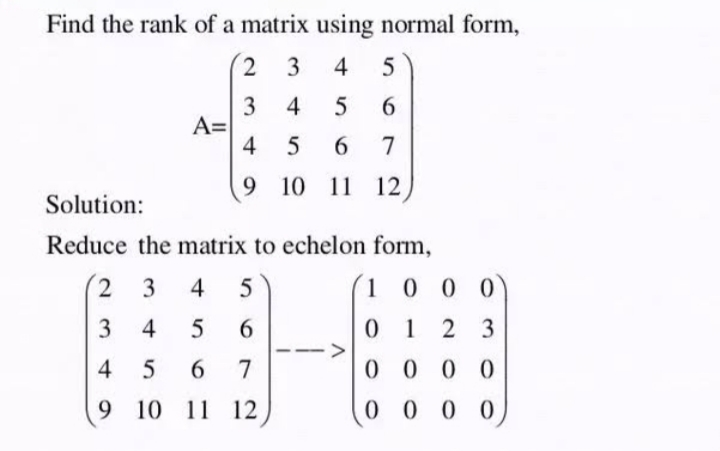 Find the rank of a matrix using normal form,
2 3 4 5
3 4 5 6
A=
4 5 6 7
9 10 11 12
Solution:
Reduce the matrix to echelon form,
2 3 4 5 1 0 0 0
3 4 5 6 0 1 2 3
--->
4 5 6 7 0 0 0 0
9 10 11 12 0 0 0 0